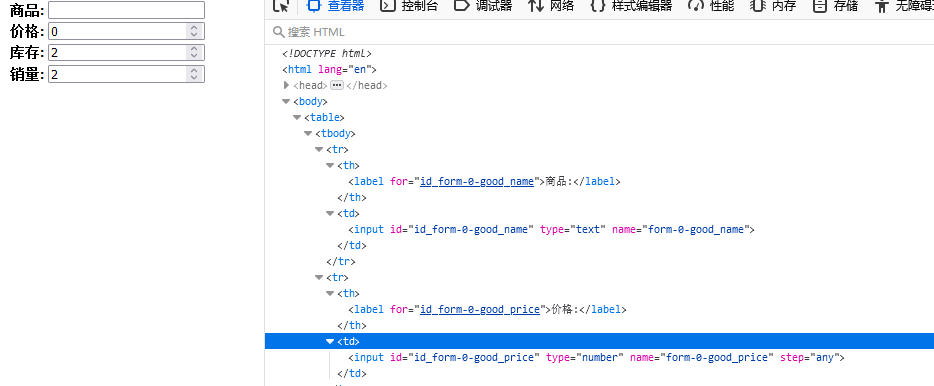 商品:
价格: 0
库存: 2
销量: 2
查看器 控制台 调试器 网络 样式编辑器 性能 内存 存储 无障碍
搜索 HTML
<!DOCTYPE html>
<html lang="en">
<head> ••• </head>
<body>
<table>
<tbody>
<tr>
<th>
<label for="id_form-0-good_name">商品:</label>
</th>
<td>
<input id="id_form-0-good_name" type="text" name="form-0-good_name">
</td>
</tr>
<tr>
<th>
<label for="id_form-0-good_price">价格:</label>
</th>
<td>
<input id="id_form-0-good_price" type="number" name="form-0-good_price" step="any">
</td>